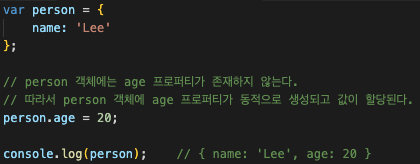 var person = {
    name: 'Lee'
};

// person 객체에는 age 프로퍼티가 존재하지 않는다.
// 따라서 person 객체에 age 프로퍼티가 동적으로 생성되고 값이 할당된다.
person.age = 20;

console.log(person);    // { name: 'Lee', age: 20 }